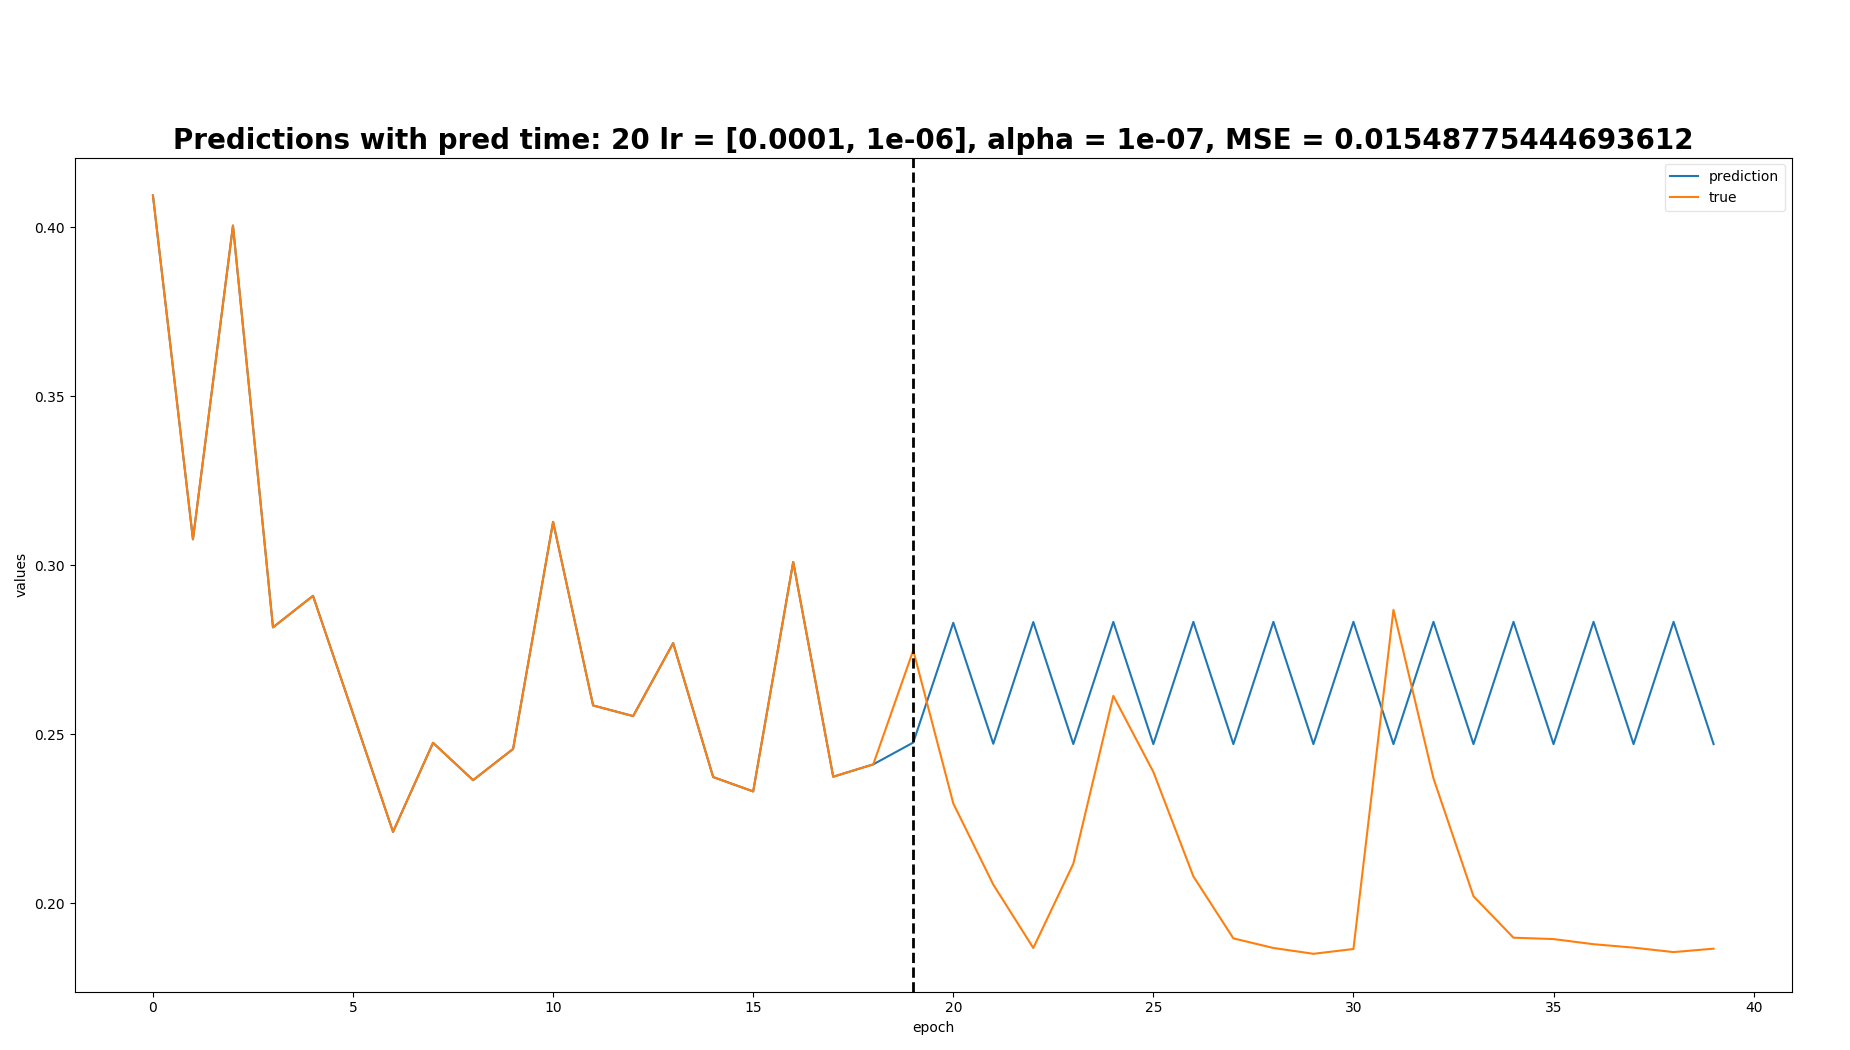 Predictions with pred time: 20 lr = [0.0001, 1e-06], alpha = 1e-07, MSE = 0.01548775444693612
prediction
true
values
0.40
0.35
0.30
0.25
0.20
0 5 10 15 20 25 30 35 40
epoch